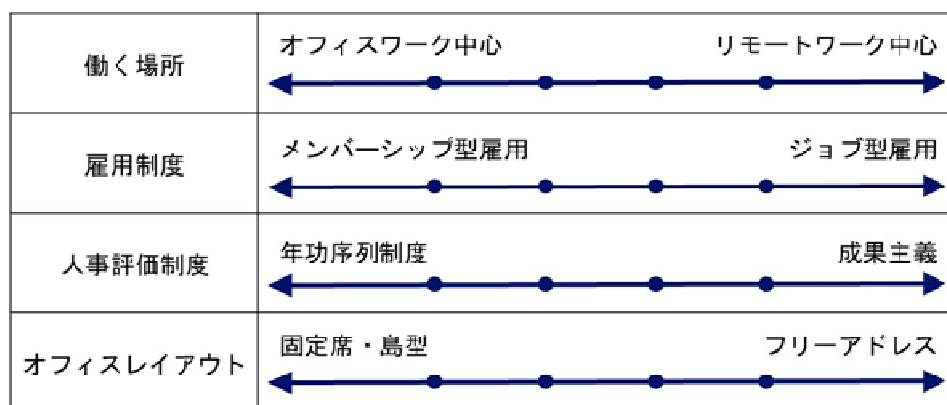 働く場所
オフィスワーク中心
リモートワーク中心
雇用制度
メンバーシップ型雇用
ジョブ型雇用
人事評価制度
年功序列制度
成果主義
オフィスレイアウト
固定席・島型
フリーアドレス